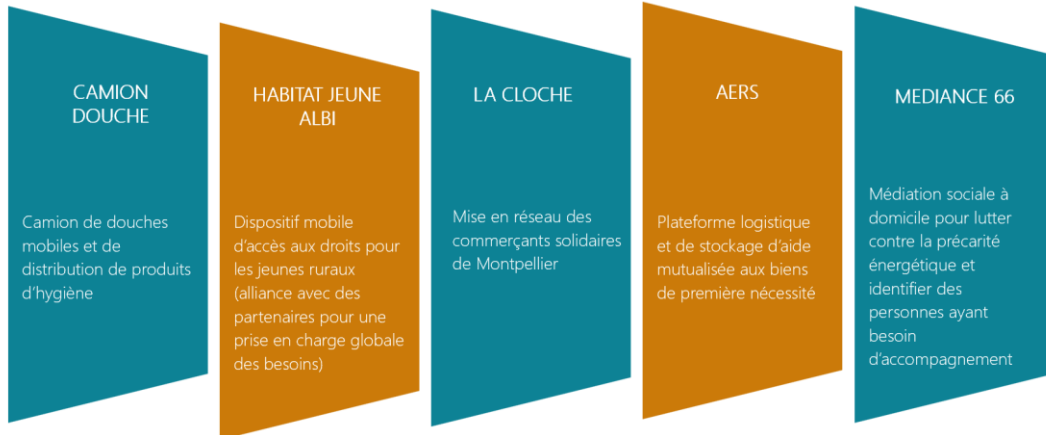 CAMION
DOUCHE
Camion de douches
mobiles et de
distribution de produits
d'hygiène
HABITAT JEUNE
ALBI
Dispositif mobile
d'accès aux droits pour
les jeunes ruraux
(alliance avec des
partenaires pour une
prise en charge globale
des besoins)
LA CLOCHE
Mise en réseau des
commerçants solidaires
de Montpellier
AERS
Plateforme logistique
et de stockage d'aide
mutualisée aux biens
de première nécessité
MEDIANCE 66
Médiation sociale à
domicile pour lutter
contre la précarité
énergétique et
identifier des
personnes ayant
besoin
d'accompagnement